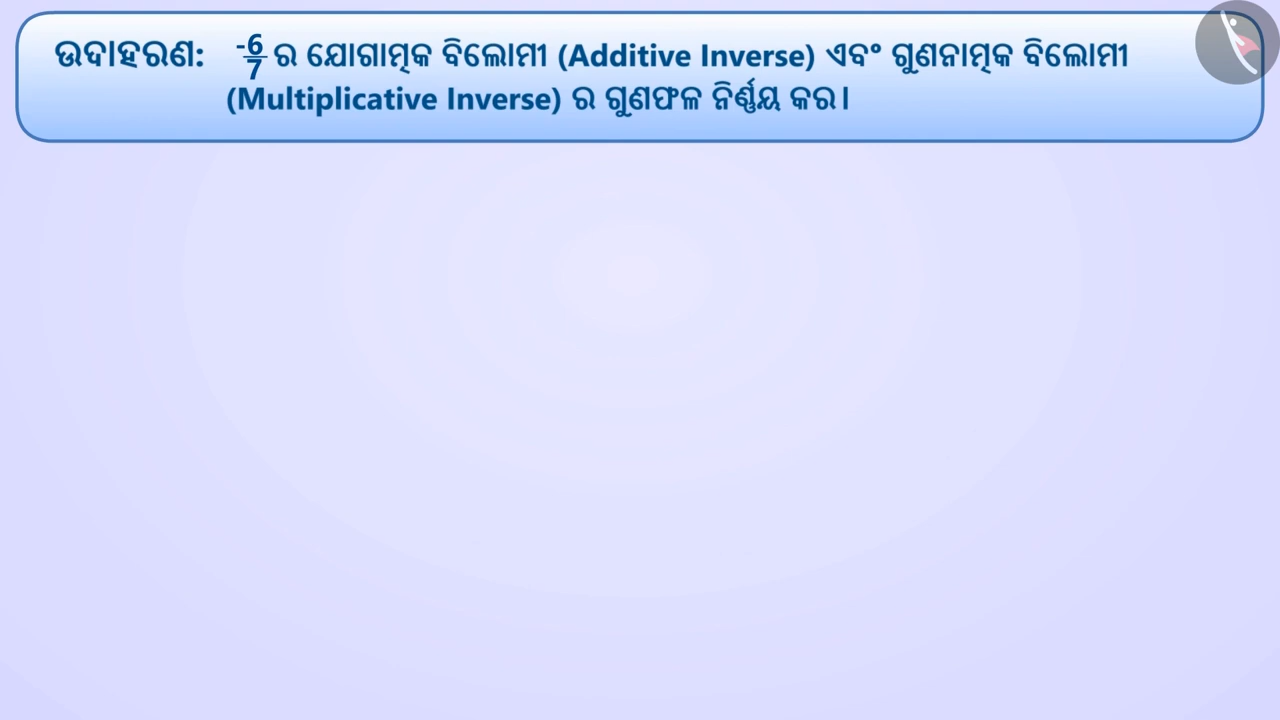 ଉଦାହରଣ: -6/7 ର ଯୋଗାତ୍ମକ ବିଲୋମୀ (Additive Inverse) ଏବଂ ଗୁଣନାତ୍ମକ ବିଲୋମୀ
(Multiplicative Inverse) ର ଗୁଣଫଳ ନିର୍ଣ୍ଣୟ କର।